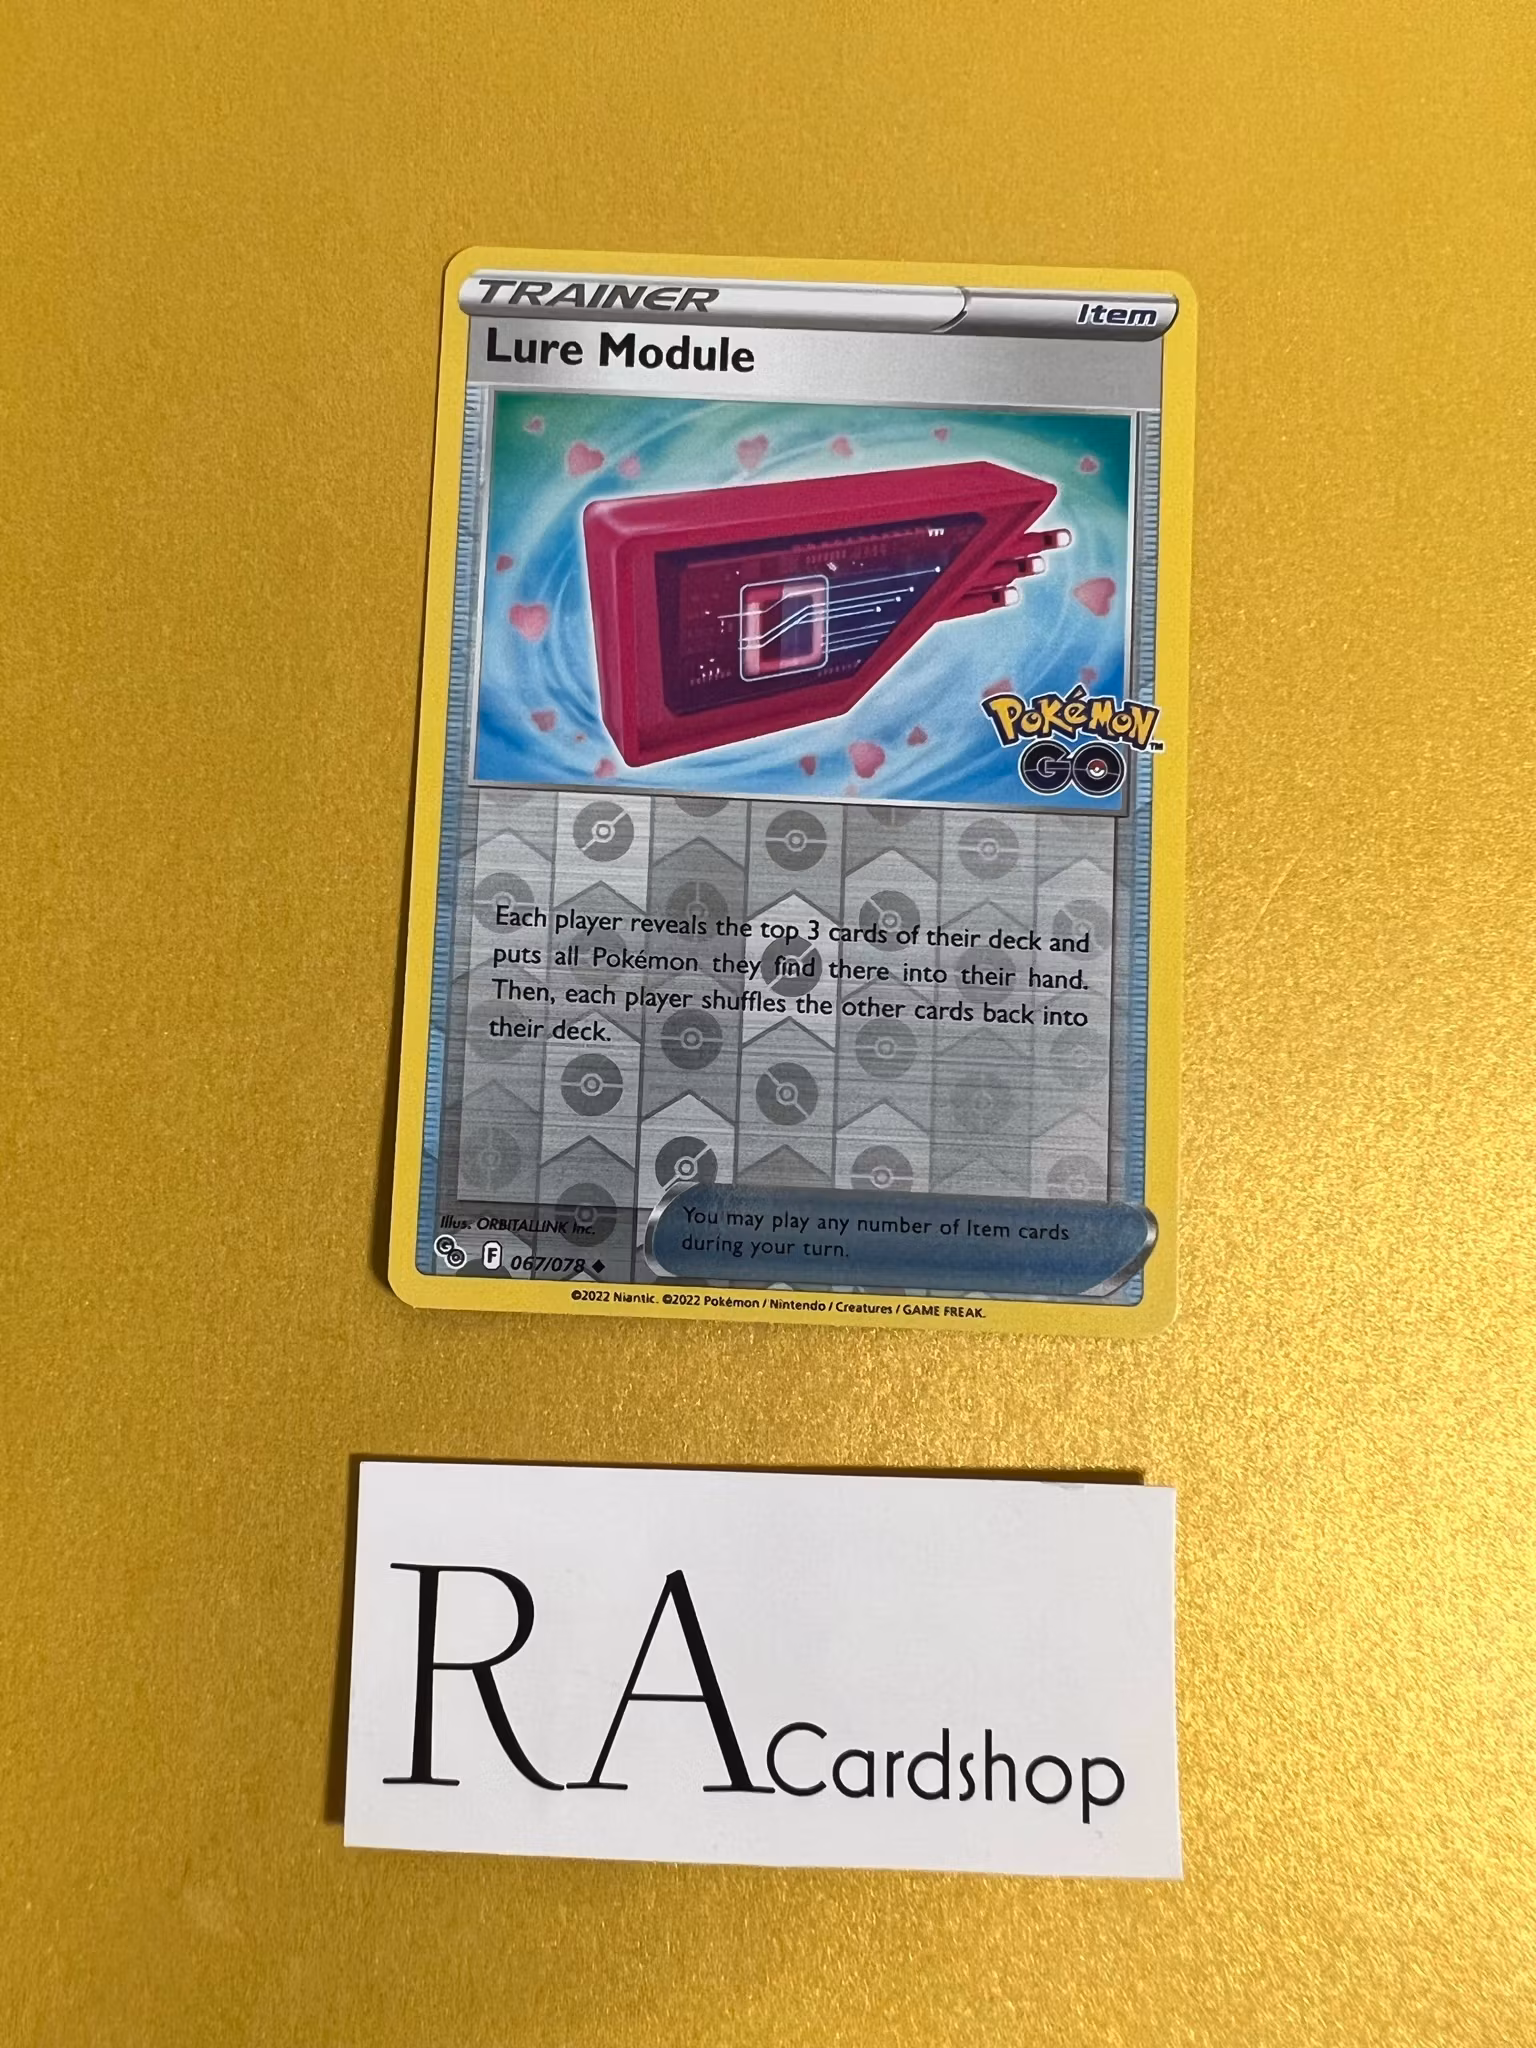 TRAINER
Item
Lure Module
POKéMON™
GO
Each player reveals the top 3 cards of their deck and
puts all Pokémon they find there into their hand.
Then, each player shuffles the other cards back into
their deck.
Illus. ORBITALLINK Inc.
You may play any number of Item cards
during your turn.
GO F 067/078 ◆
©2022 Niantic. ©2022 Pokémon / Nintendo / Creatures / GAME FREAK.
RA Cardshop